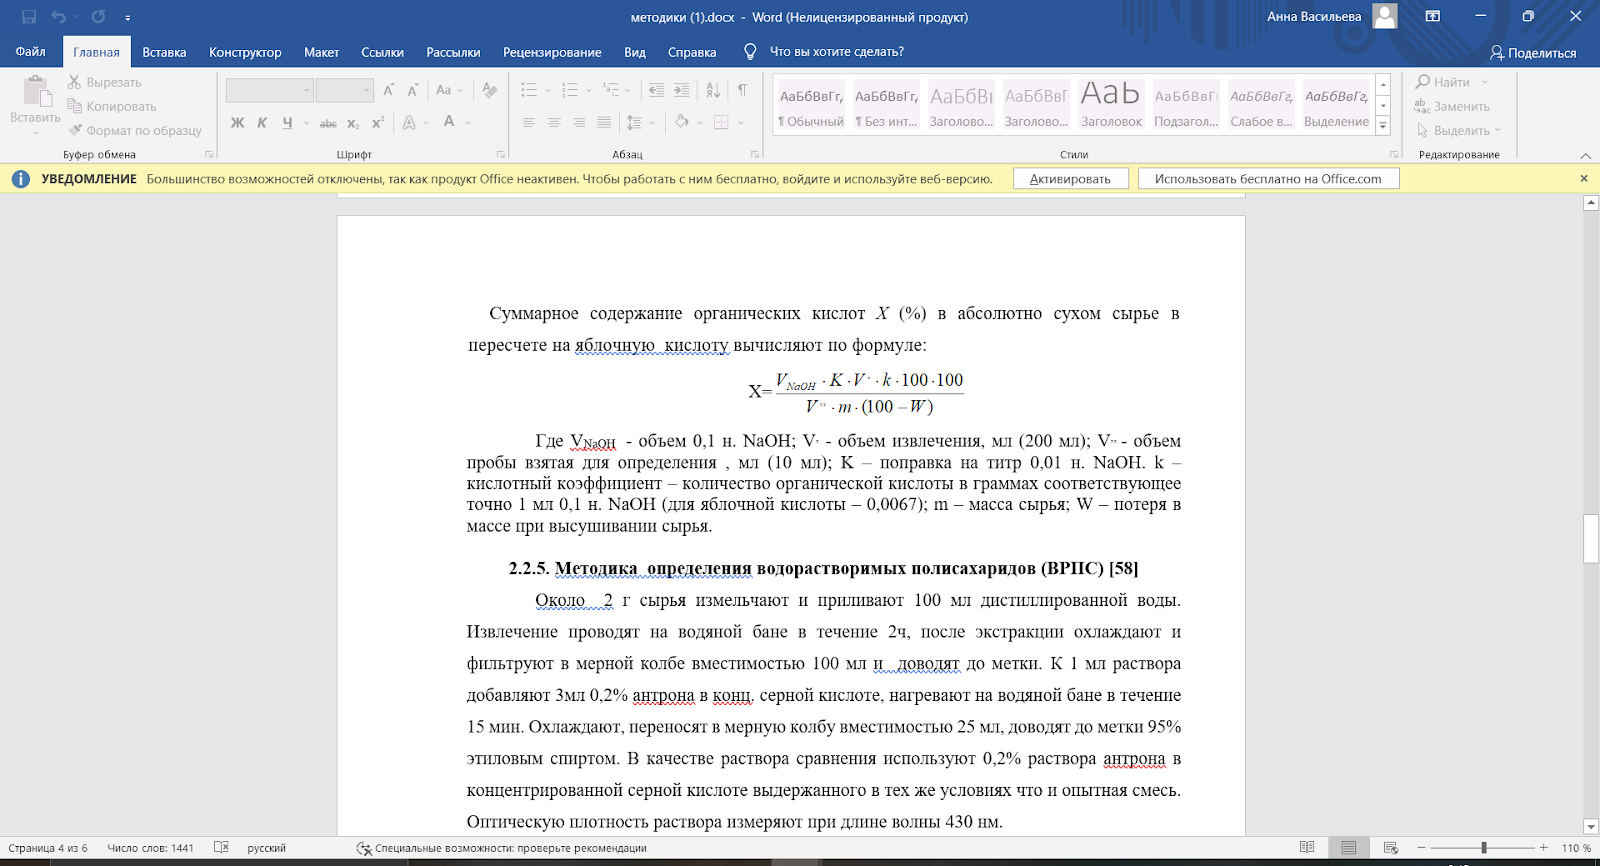 методики (1).docx - Word (Нелицензированный продукт)
Анна Васильева
Файл Главная Вставка Конструктор Макет Ссылки Рассылки Рецензирование Вид Справка Что вы хотите сделать? Поделиться
Вставить
Вырезать
Копировать
Формат по образцу
Буфер обмена
Aa
Ж К Ч abc x₂ x² A A
Шрифт
Абзац
АаБбВвГг, АаБбВвГг, АаБбВı АаБбВвГ АаЬ АаБбВвГı АаБбВвГг, АаБбВвГг,
¶ Обычный ¶ Без инт... Заголово... Заголово... Заголовок Подзагол... Слабое в... Выделение
Стили
Найти
Заменить
Выделить
Редактирование
УВЕДОМЛЕНИЕ Большинство возможностей отключены, так как продукт Office неактивен. Чтобы работать с ним бесплатно, войдите и используйте веб-версию. Активировать Использовать бесплатно на Office.com
Суммарное содержание органических кислот X (%) в абсолютно сухом сырье в
пересчете на яблочную кислоту вычисляют по формуле:
X= V NaOH · K · V' · k · 100 · 100
V'' · m · (100 – W)
Где VNaOH - объем 0,1 н. NaOH; V' - объем извлечения, мл (200 мл); V'' - объем
пробы взятая для определения , мл (10 мл); K – поправка на титр 0,01 н. NaOH. k –
кислотный коэффициент – количество органической кислоты в граммах соответствующее
точно 1 мл 0,1 н. NaOH (для яблочной кислоты – 0,0067); m – масса сырья; W – потеря в
массе при высушивании сырья.
2.2.5. Методика определения водорастворимых полисахаридов (ВРПС) [58]
Около 2 г сырья измельчают и приливают 100 мл дистиллированной воды.
Извлечение проводят на водяной бане в течение 2ч, после экстракции охлаждают и
фильтруют в мерной колбе вместимостью 100 мл и доводят до метки. К 1 мл раствора
добавляют 3мл 0,2% антрона в конц. серной кислоте, нагревают на водяной бане в течение
15 мин. Охлаждают, переносят в мерную колбу вместимостью 25 мл, доводят до метки 95%
этиловым спиртом. В качестве раствора сравнения используют 0,2% раствора антрона в
концентрированной серной кислоте выдержанного в тех же условиях что и опытная смесь.
Оптическую плотность раствора измеряют при длине волны 430 нм.
Страница 4 из 6 Число слов: 1441 русский Специальные возможности: проверьте рекомендации 110 %